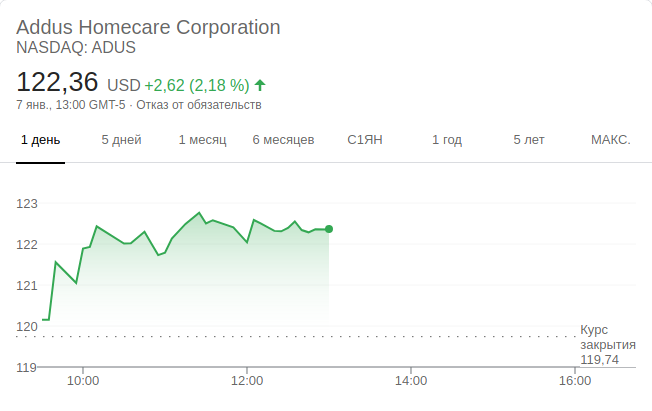 Addus Homecare Corporation
NASDAQ: ADUS
122,36 USD +2,62 (2,18 %)
7 янв., 13:00 GMT-5 · Отказ от обязательств
1 день 5 дней 1 месяц 6 месяцев С1ЯН 1 год 5 лет МАКС.
123
122
121
120
119
Курс
закрытия
119,74
10:00 12:00 14:00 16:00